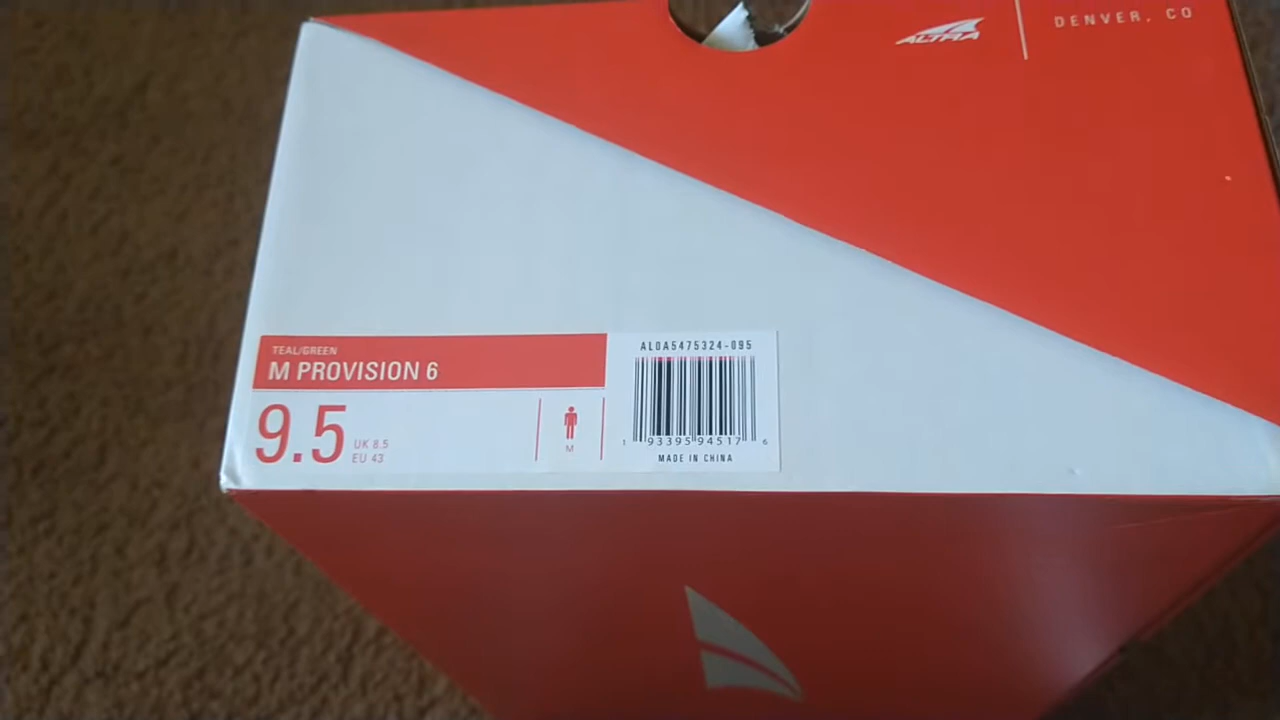 ALTRA
DENVER, CO
TEAL/GREEN
M PROVISION 6
9.5
UK 8.5
EU 43
M
AL0A5475324-095
1 93395 94517 6
MADE IN CHINA